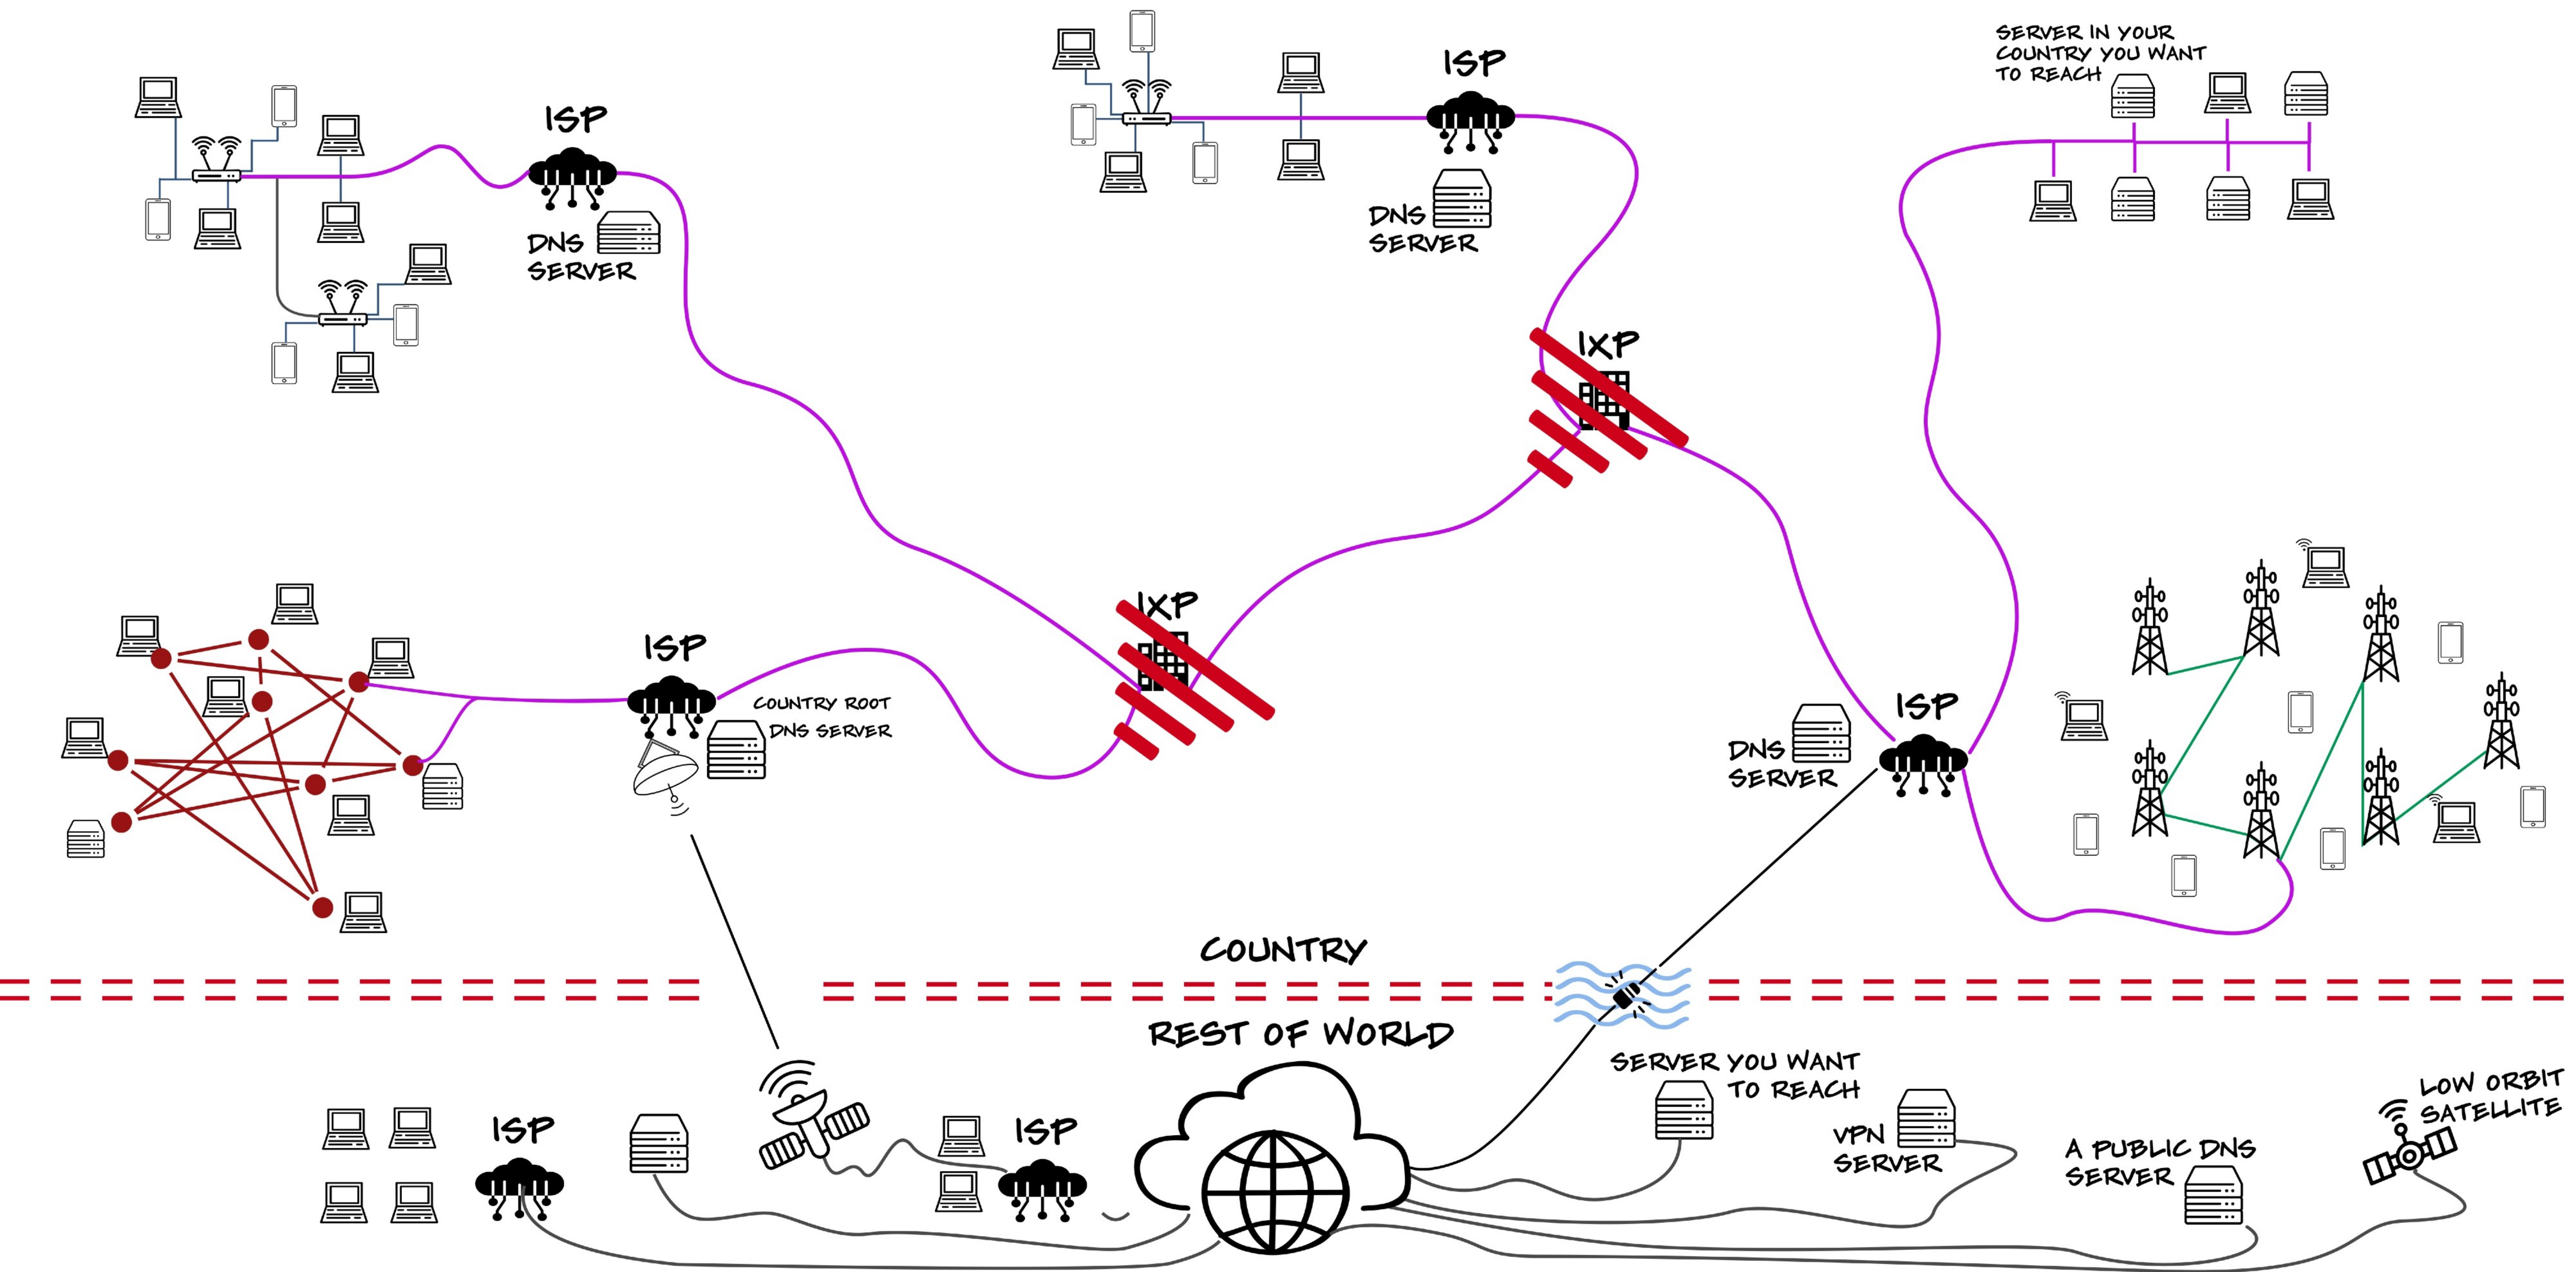 SERVER IN YOUR
COUNTRY YOU WANT
TO REACH
ISP
ISP
DNS
SERVER
DNS
SERVER
IXP
IXP
ISP
COUNTRY ROOT
DNS SERVER
ISP
DNS
SERVER
COUNTRY
REST OF WORLD
SERVER YOU WANT
TO REACH
LOW ORBIT
SATELLITE
ISP
ISP
VPN
SERVER
A PUBLIC DNS
SERVER